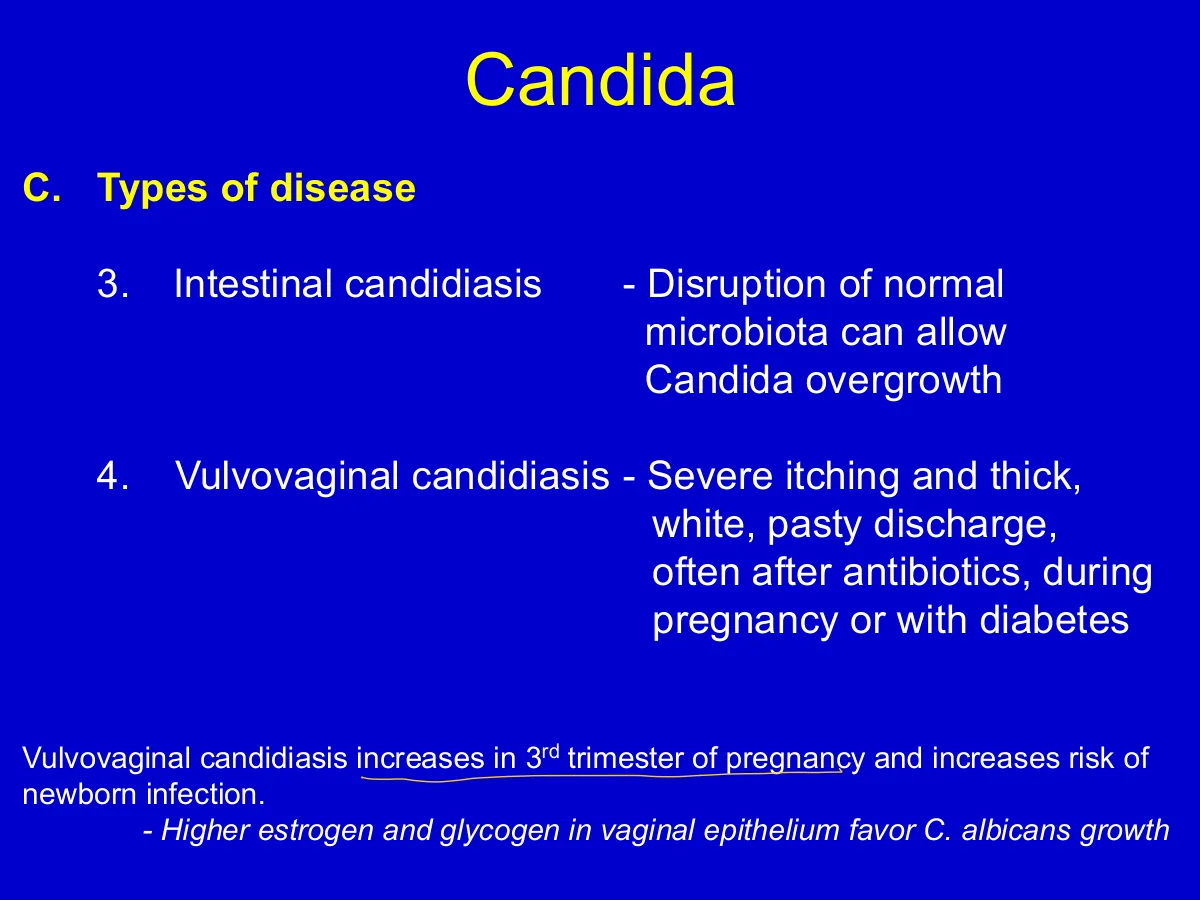 Candida
C. Types of disease
3. Intestinal candidiasis - Disruption of normal
microbiota can allow
Candida overgrowth
4. Vulvovaginal candidiasis - Severe itching and thick,
white, pasty discharge,
often after antibiotics, during
pregnancy or with diabetes
Vulvovaginal candidiasis increases in 3rd trimester of pregnancy and increases risk of
newborn infection.
- Higher estrogen and glycogen in vaginal epithelium favor C. albicans growth